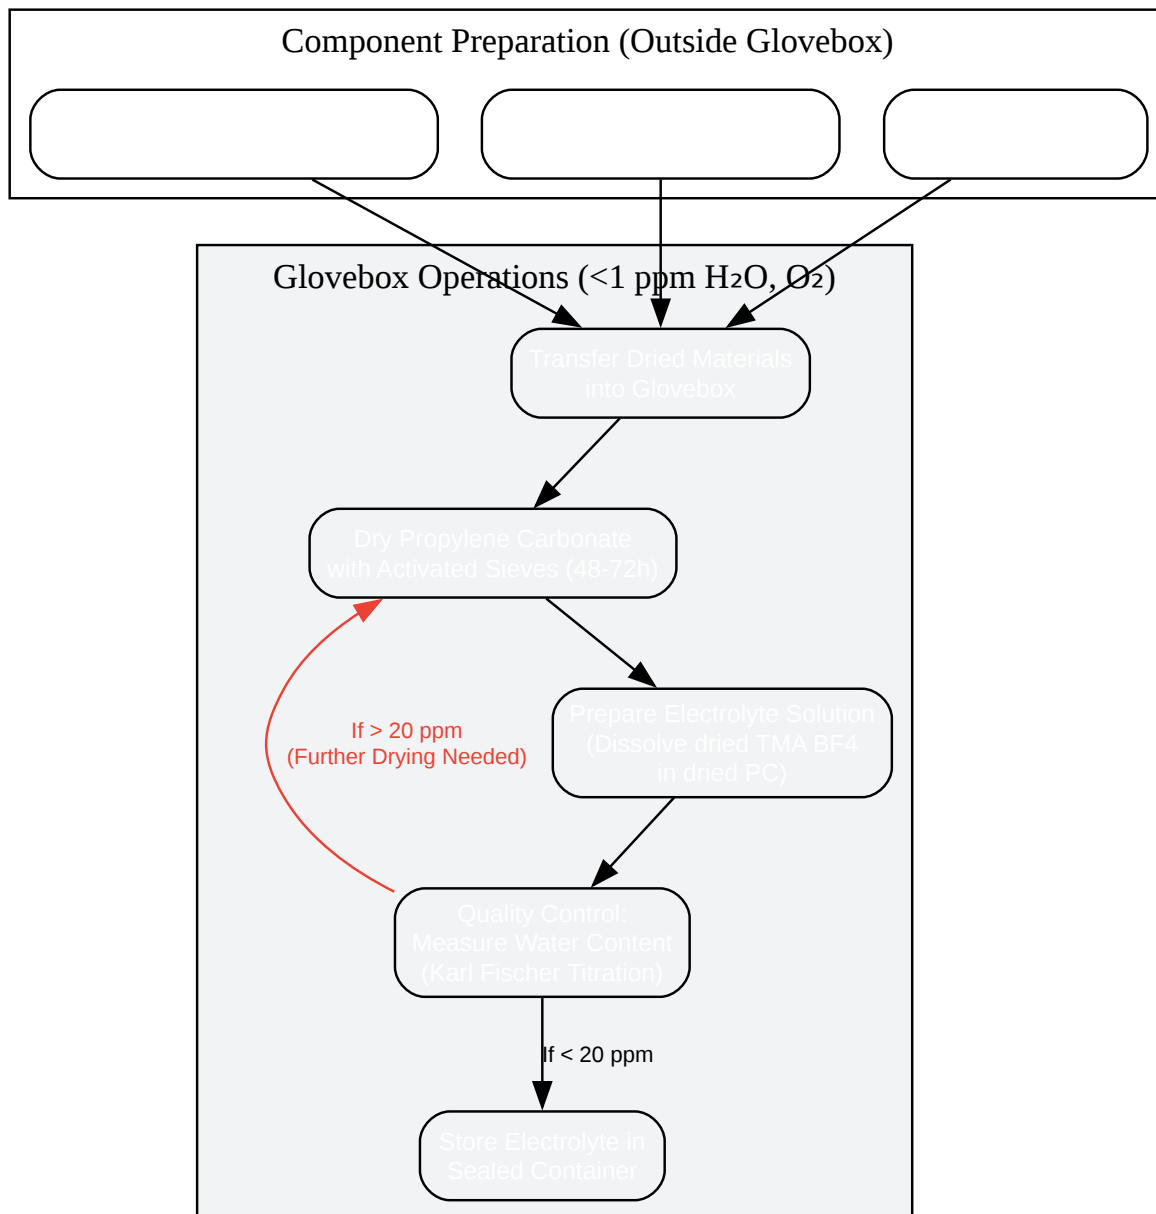 Component Preparation (Outside Glovebox)
Glovebox Operations (<1 ppm H₂O, O₂)
Transfer Dried Materials
into Glovebox
Dry Propylene Carbonate
with Activated Sieves (48-72h)
Prepare Electrolyte Solution
(Dissolve dried TMA BF4
in dried PC)
If > 20 ppm
(Further Drying Needed)
Quality Control:
Measure Water Content
(Karl Fischer Titration)
If < 20 ppm
Store Electrolyte in
Sealed Container